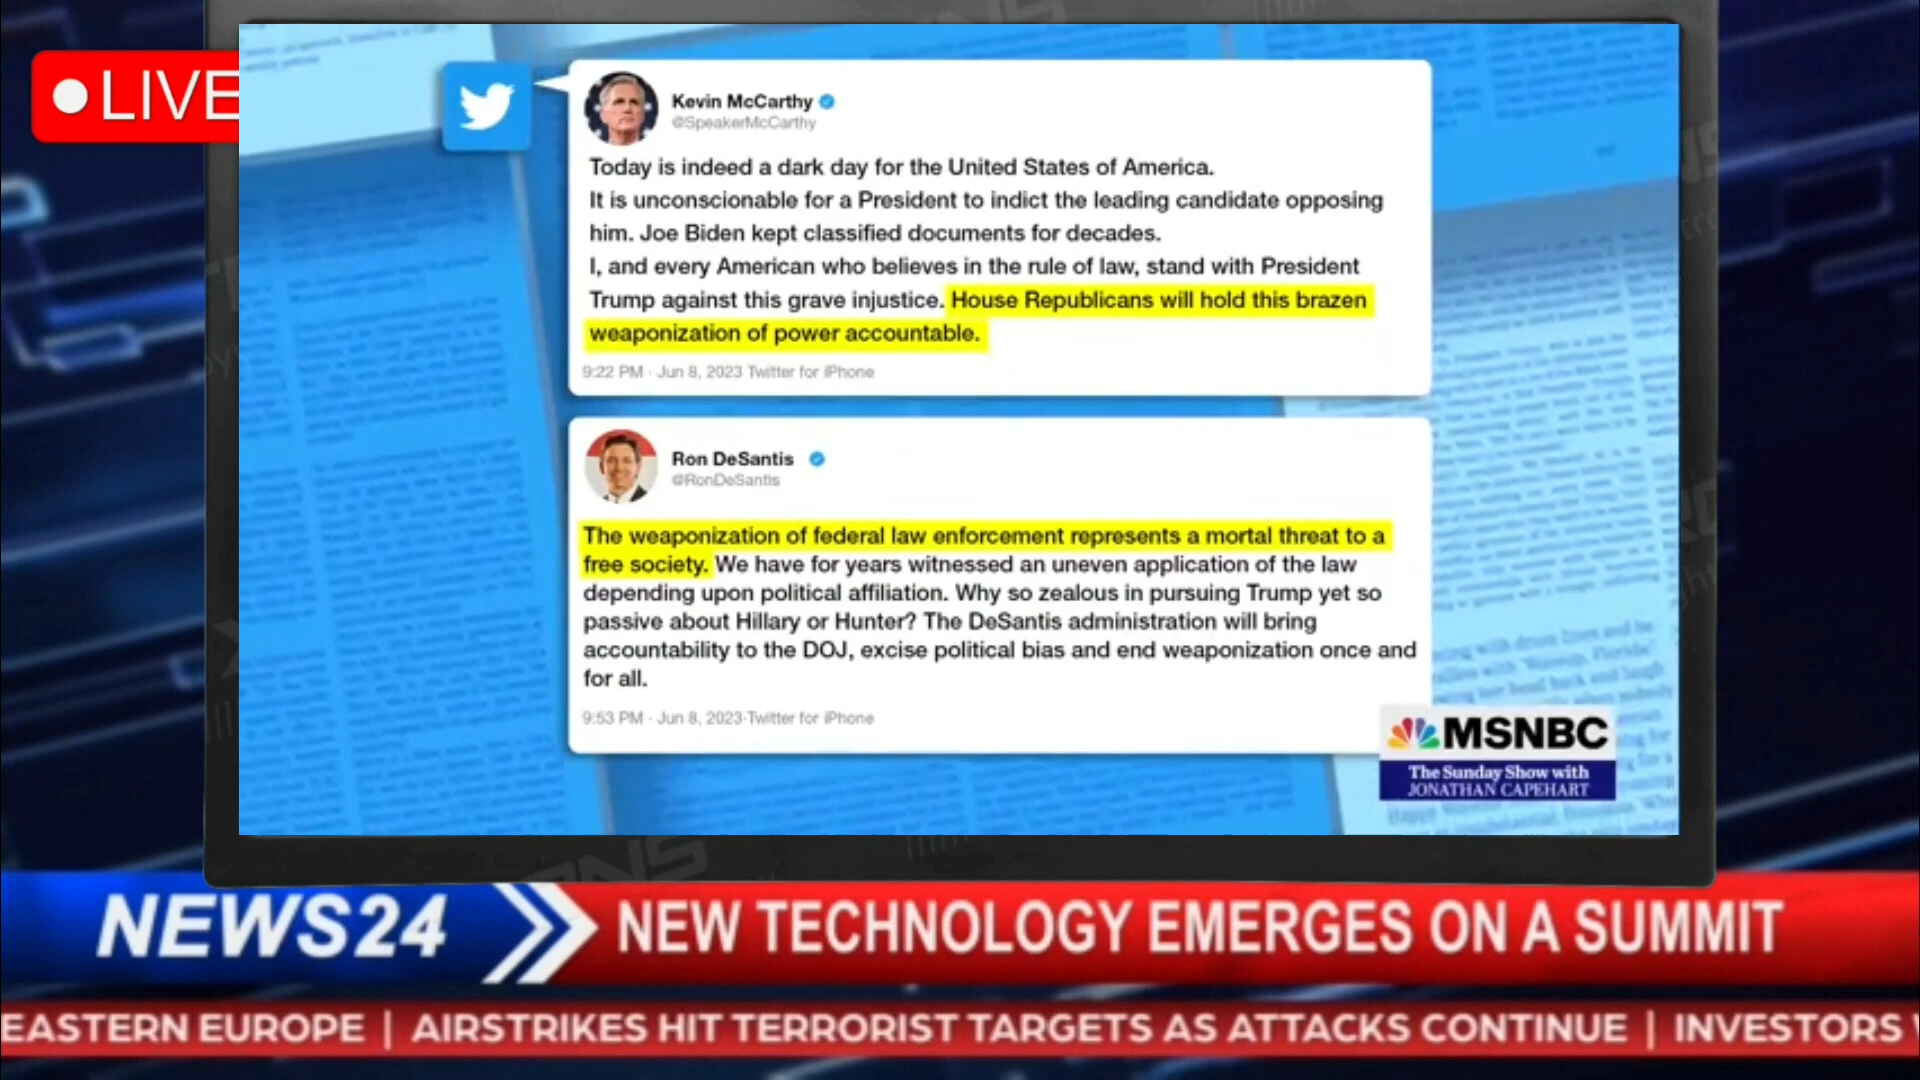 LIVE
Kevin McCarthy
@SpeakerMcCarthy
Today is indeed a dark day for the United States of America.
It is unconscionable for a President to indict the leading candidate opposing
him. Joe Biden kept classified documents for decades.
I, and every American who believes in the rule of law, stand with President
Trump against this grave injustice. House Republicans will hold this brazen
weaponization of power accountable.
9:22 PM · Jun 8, 2023 Twitter for iPhone
Ron DeSantis
@RonDeSantis
The weaponization of federal law enforcement represents a mortal threat to a
free society. We have for years witnessed an uneven application of the law
depending upon political affiliation. Why so zealous in pursuing Trump yet so
passive about Hillary or Hunter? The DeSantis administration will bring
accountability to the DOJ, excise political bias and end weaponization once and
for all.
9:53 PM · Jun 8, 2023·Twitter for iPhone
MSNBC
The Sunday Show with
JONATHAN CAPEHART
NEWS24
NEW TECHNOLOGY EMERGES ON A SUMMIT
EASTERN EUROPE | AIRSTRIKES HIT TERRORIST TARGETS AS ATTACKS CONTINUE | INVESTORS